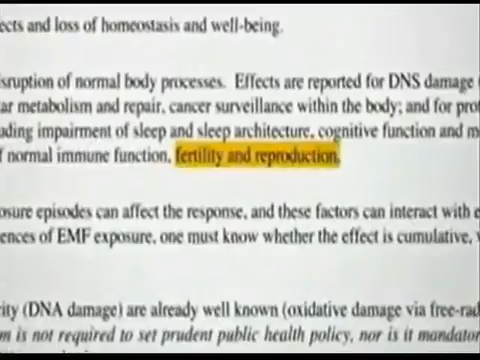 ects and loss of homeostasis and well-being.
sruption of normal body processes. Effects are reported for DNS damage
ar metabolism and repair, cancer surveillance within the body; and for prot
ding impairment of sleep and sleep architecture, cognitive function and m
f normal immune function, fertility and reproduction,
osure episodes can affect the response, and these factors can interact with e
ences of EMF exposure, one must know whether the effect is cumulative,
ity (DNA damage) are already well known (oxidative damage via free-rad
m is not required to set prudent public health policy, nor is it mandator